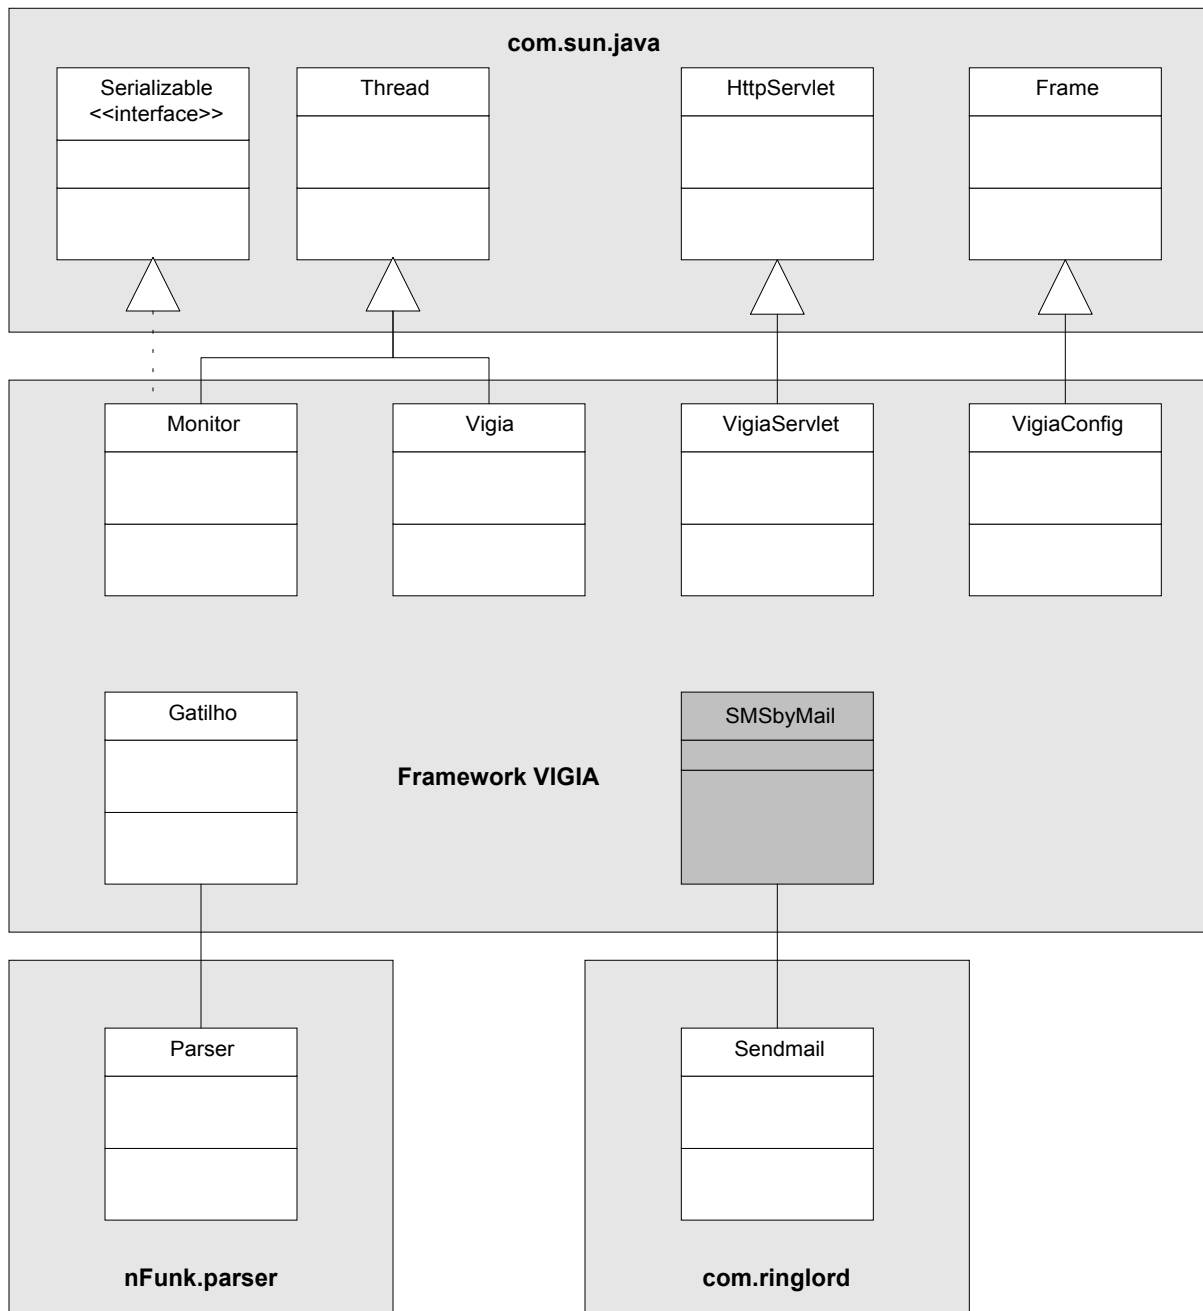 com.sun.java
Serializable
<<interface>>
Thread
HttpServlet
Frame
Monitor
Vigia
VigiaServlet
VigiaConfig
Gatilho
SMSbyMail
Framework VIGIA
Parser
Sendmail
nFunk.parser
com.ringlord